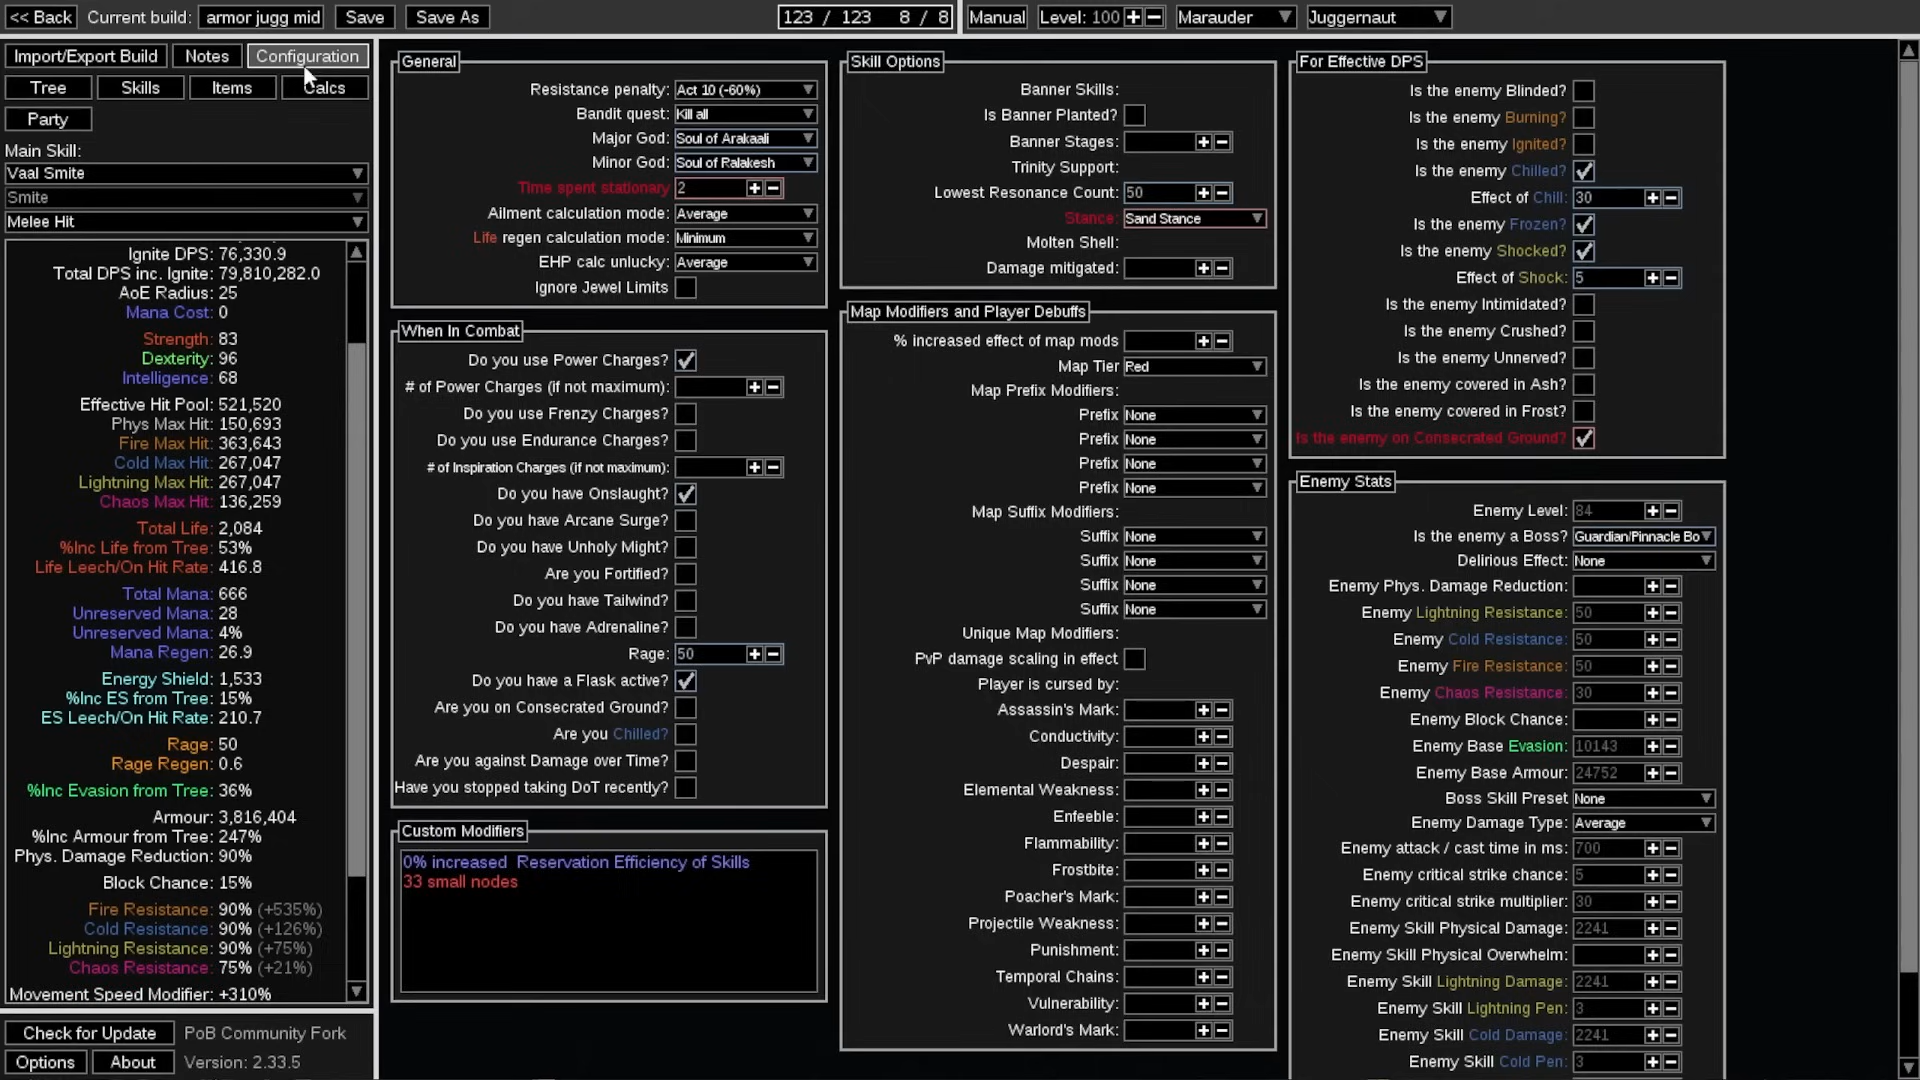 << Back Current build: armor jugg mid Save Save As 123 / 123 8 / 8 Manual Level: 100 + − Marauder Juggernaut
Import/Export Build Notes Configuration
Tree Skills Items Calcs
Party
Main Skill:
Vaal Smite
Smite
Melee Hit
Ignite DPS: 76,330.9
Total DPS inc. Ignite: 79,810,282.0
AoE Radius: 25
Mana Cost: 0
Strength: 83
Dexterity: 96
Intelligence: 68
Effective Hit Pool: 521,520
Phys Max Hit: 150,693
Fire Max Hit: 363,643
Cold Max Hit: 267,047
Lightning Max Hit: 267,047
Chaos Max Hit: 136,259
Total Life: 2,084
%Inc Life from Tree: 53%
Life Leech/On Hit Rate: 416.8
Total Mana: 666
Unreserved Mana: 28
Unreserved Mana: 4%
Mana Regen: 26.9
Energy Shield: 1,533
%Inc ES from Tree: 15%
ES Leech/On Hit Rate: 210.7
Rage: 50
Rage Regen: 0.6
%Inc Evasion from Tree: 36%
Armour: 3,816,404
%Inc Armour from Tree: 247%
Phys. Damage Reduction: 90%
Block Chance: 15%
Fire Resistance: 90% (+535%)
Cold Resistance: 90% (+126%)
Lightning Resistance: 90% (+75%)
Chaos Resistance: 75% (+21%)
Movement Speed Modifier: +310%
Check for Update PoB Community Fork
Options About Version: 2.33.5
General
Resistance penalty: Act 10 (-60%)
Bandit quest: Kill all
Major God: Soul of Arakaali
Minor God: Soul of Ralakesh
Time spent stationary 2 + −
Ailment calculation mode: Average
Life regen calculation mode: Minimum
EHP calc unlucky: Average
Ignore Jewel Limits
When In Combat
Do you use Power Charges?
# of Power Charges (if not maximum): + −
Do you use Frenzy Charges?
Do you use Endurance Charges?
# of Inspiration Charges (if not maximum): + −
Do you have Onslaught?
Do you have Arcane Surge?
Do you have Unholy Might?
Are you Fortified?
Do you have Tailwind?
Do you have Adrenaline?
Rage: 50 + −
Do you have a Flask active?
Are you on Consecrated Ground?
Are you Chilled?
Are you against Damage over Time?
Have you stopped taking DoT recently?
Custom Modifiers
0% increased Reservation Efficiency of Skills
33 small nodes
Skill Options
Banner Skills:
Is Banner Planted?
Banner Stages: + −
Trinity Support:
Lowest Resonance Count: 50 + −
Stance: Sand Stance
Molten Shell:
Damage mitigated: + −
Map Modifiers and Player Debuffs
% increased effect of map mods + −
Map Tier Red
Map Prefix Modifiers:
Prefix None
Prefix None
Prefix None
Prefix None
Map Suffix Modifiers:
Suffix None
Suffix None
Suffix None
Suffix None
Unique Map Modifiers:
PvP damage scaling in effect
Player is cursed by:
Assassin's Mark: + −
Conductivity: + −
Despair: + −
Elemental Weakness: + −
Enfeeble: + −
Flammability: + −
Frostbite: + −
Poacher's Mark: + −
Projectile Weakness: + −
Punishment: + −
Temporal Chains: + −
Vulnerability: + −
Warlord's Mark: + −
For Effective DPS
Is the enemy Blinded?
Is the enemy Burning?
Is the enemy Ignited?
Is the enemy Chilled?
Effect of Chill: 30 + −
Is the enemy Frozen?
Is the enemy Shocked?
Effect of Shock: 5 + −
Is the enemy Intimidated?
Is the enemy Crushed?
Is the enemy Unnerved?
Is the enemy covered in Ash?
Is the enemy covered in Frost?
Is the enemy on Consecrated Ground?
Enemy Stats
Enemy Level: 84 + −
Is the enemy a Boss? Guardian/Pinnacle Bo
Delirious Effect: None
Enemy Phys. Damage Reduction: + −
Enemy Lightning Resistance: 50 + −
Enemy Cold Resistance: 50 + −
Enemy Fire Resistance: 50 + −
Enemy Chaos Resistance: 30 + −
Enemy Block Chance: + −
Enemy Base Evasion: 10143 + −
Enemy Base Armour: 24752 + −
Boss Skill Preset None
Enemy Damage Type: Average
Enemy attack / cast time in ms: 700 + −
Enemy critical strike chance: 5 + −
Enemy critical strike multiplier: 30 + −
Enemy Skill Physical Damage: 2241 + −
Enemy Skill Physical Overwhelm: + −
Enemy Skill Lightning Damage: 2241 + −
Enemy Skill Lightning Pen: 3 + −
Enemy Skill Cold Damage: 2241 + −
Enemy Skill Cold Pen: 3 + −